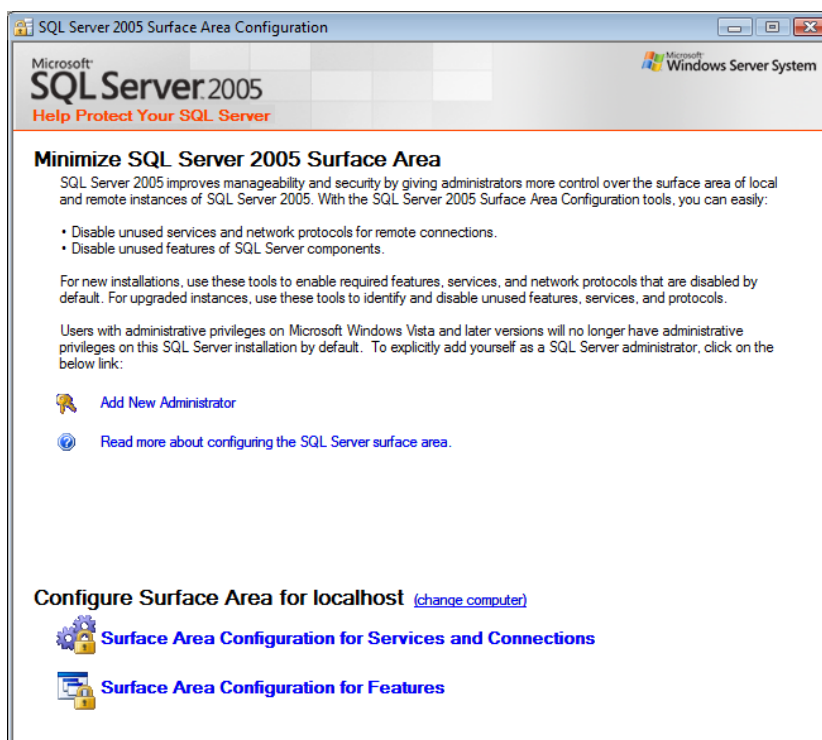 SQL Server 2005 Surface Area Configuration
Microsoft
SQL Server 2005
Help Protect Your SQL Server
Microsoft
Windows Server System
Minimize SQL Server 2005 Surface Area
SQL Server 2005 improves manageability and security by giving administrators more control over the surface area of local
and remote instances of SQL Server 2005. With the SQL Server 2005 Surface Area Configuration tools, you can easily:
• Disable unused services and network protocols for remote connections.
• Disable unused features of SQL Server components.
For new installations, use these tools to enable required features, services, and network protocols that are disabled by
default. For upgraded instances, use these tools to identify and disable unused features, services, and protocols.
Users with administrative privileges on Microsoft Windows Vista and later versions will no longer have administrative
privileges on this SQL Server installation by default.  To explicitly add yourself as a SQL Server administrator, click on the
below link:
Add New Administrator
Read more about configuring the SQL Server surface area.
Configure Surface Area for localhost (change computer)
Surface Area Configuration for Services and Connections
Surface Area Configuration for Features